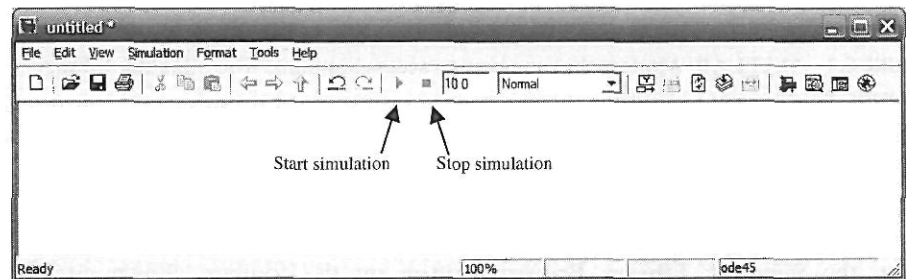 untitled *
File Edit View Simulation Format Tools Help
10.0 Normal
Start simulation Stop simulation
Ready 100% ode45